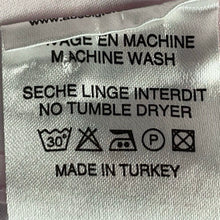 EN MACHINE
MACHINE WASH
SECHE LINGE INTERDIT
NO TUMBLE DRYER
30° P
MADE IN TURKEY